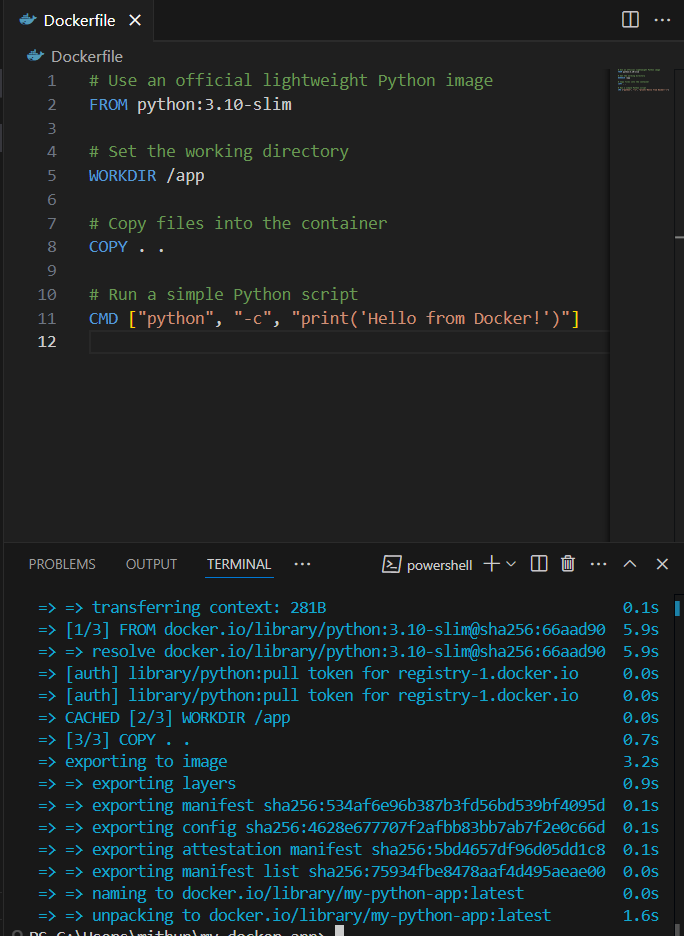 Dockerfile
Dockerfile
1 # Use an official lightweight Python image
2 FROM python:3.10-slim
3
4 # Set the working directory
5 WORKDIR /app
6
7 # Copy files into the container
8 COPY . .
9
10 # Run a simple Python script
11 CMD ["python", "-c", "print('Hello from Docker!')"]
12
PROBLEMS OUTPUT TERMINAL ··· powershell
=> => transferring context: 281B 0.1s
=> [1/3] FROM docker.io/library/python:3.10-slim@sha256:66aad90 5.9s
=> => resolve docker.io/library/python:3.10-slim@sha256:66aad90 5.9s
=> [auth] library/python:pull token for registry-1.docker.io 0.0s
=> [auth] library/python:pull token for registry-1.docker.io 0.0s
=> CACHED [2/3] WORKDIR /app 0.0s
=> [3/3] COPY . . 0.7s
=> exporting to image 3.2s
=> => exporting layers 0.9s
=> => exporting manifest sha256:534af6e96b387b3fd56bd539bf4095d 0.1s
=> => exporting config sha256:4628e677707f2afbb83bb7ab7f2e0c66d 0.1s
=> => exporting attestation manifest sha256:5bd4657df96d05dd1c8 0.1s
=> => exporting manifest list sha256:75934fbe8478aaf4d495aeae00 0.0s
=> => naming to docker.io/library/my-python-app:latest 0.0s
=> => unpacking to docker.io/library/my-python-app:latest 1.6s
PS C:\Users\mithun\my-docker-app>